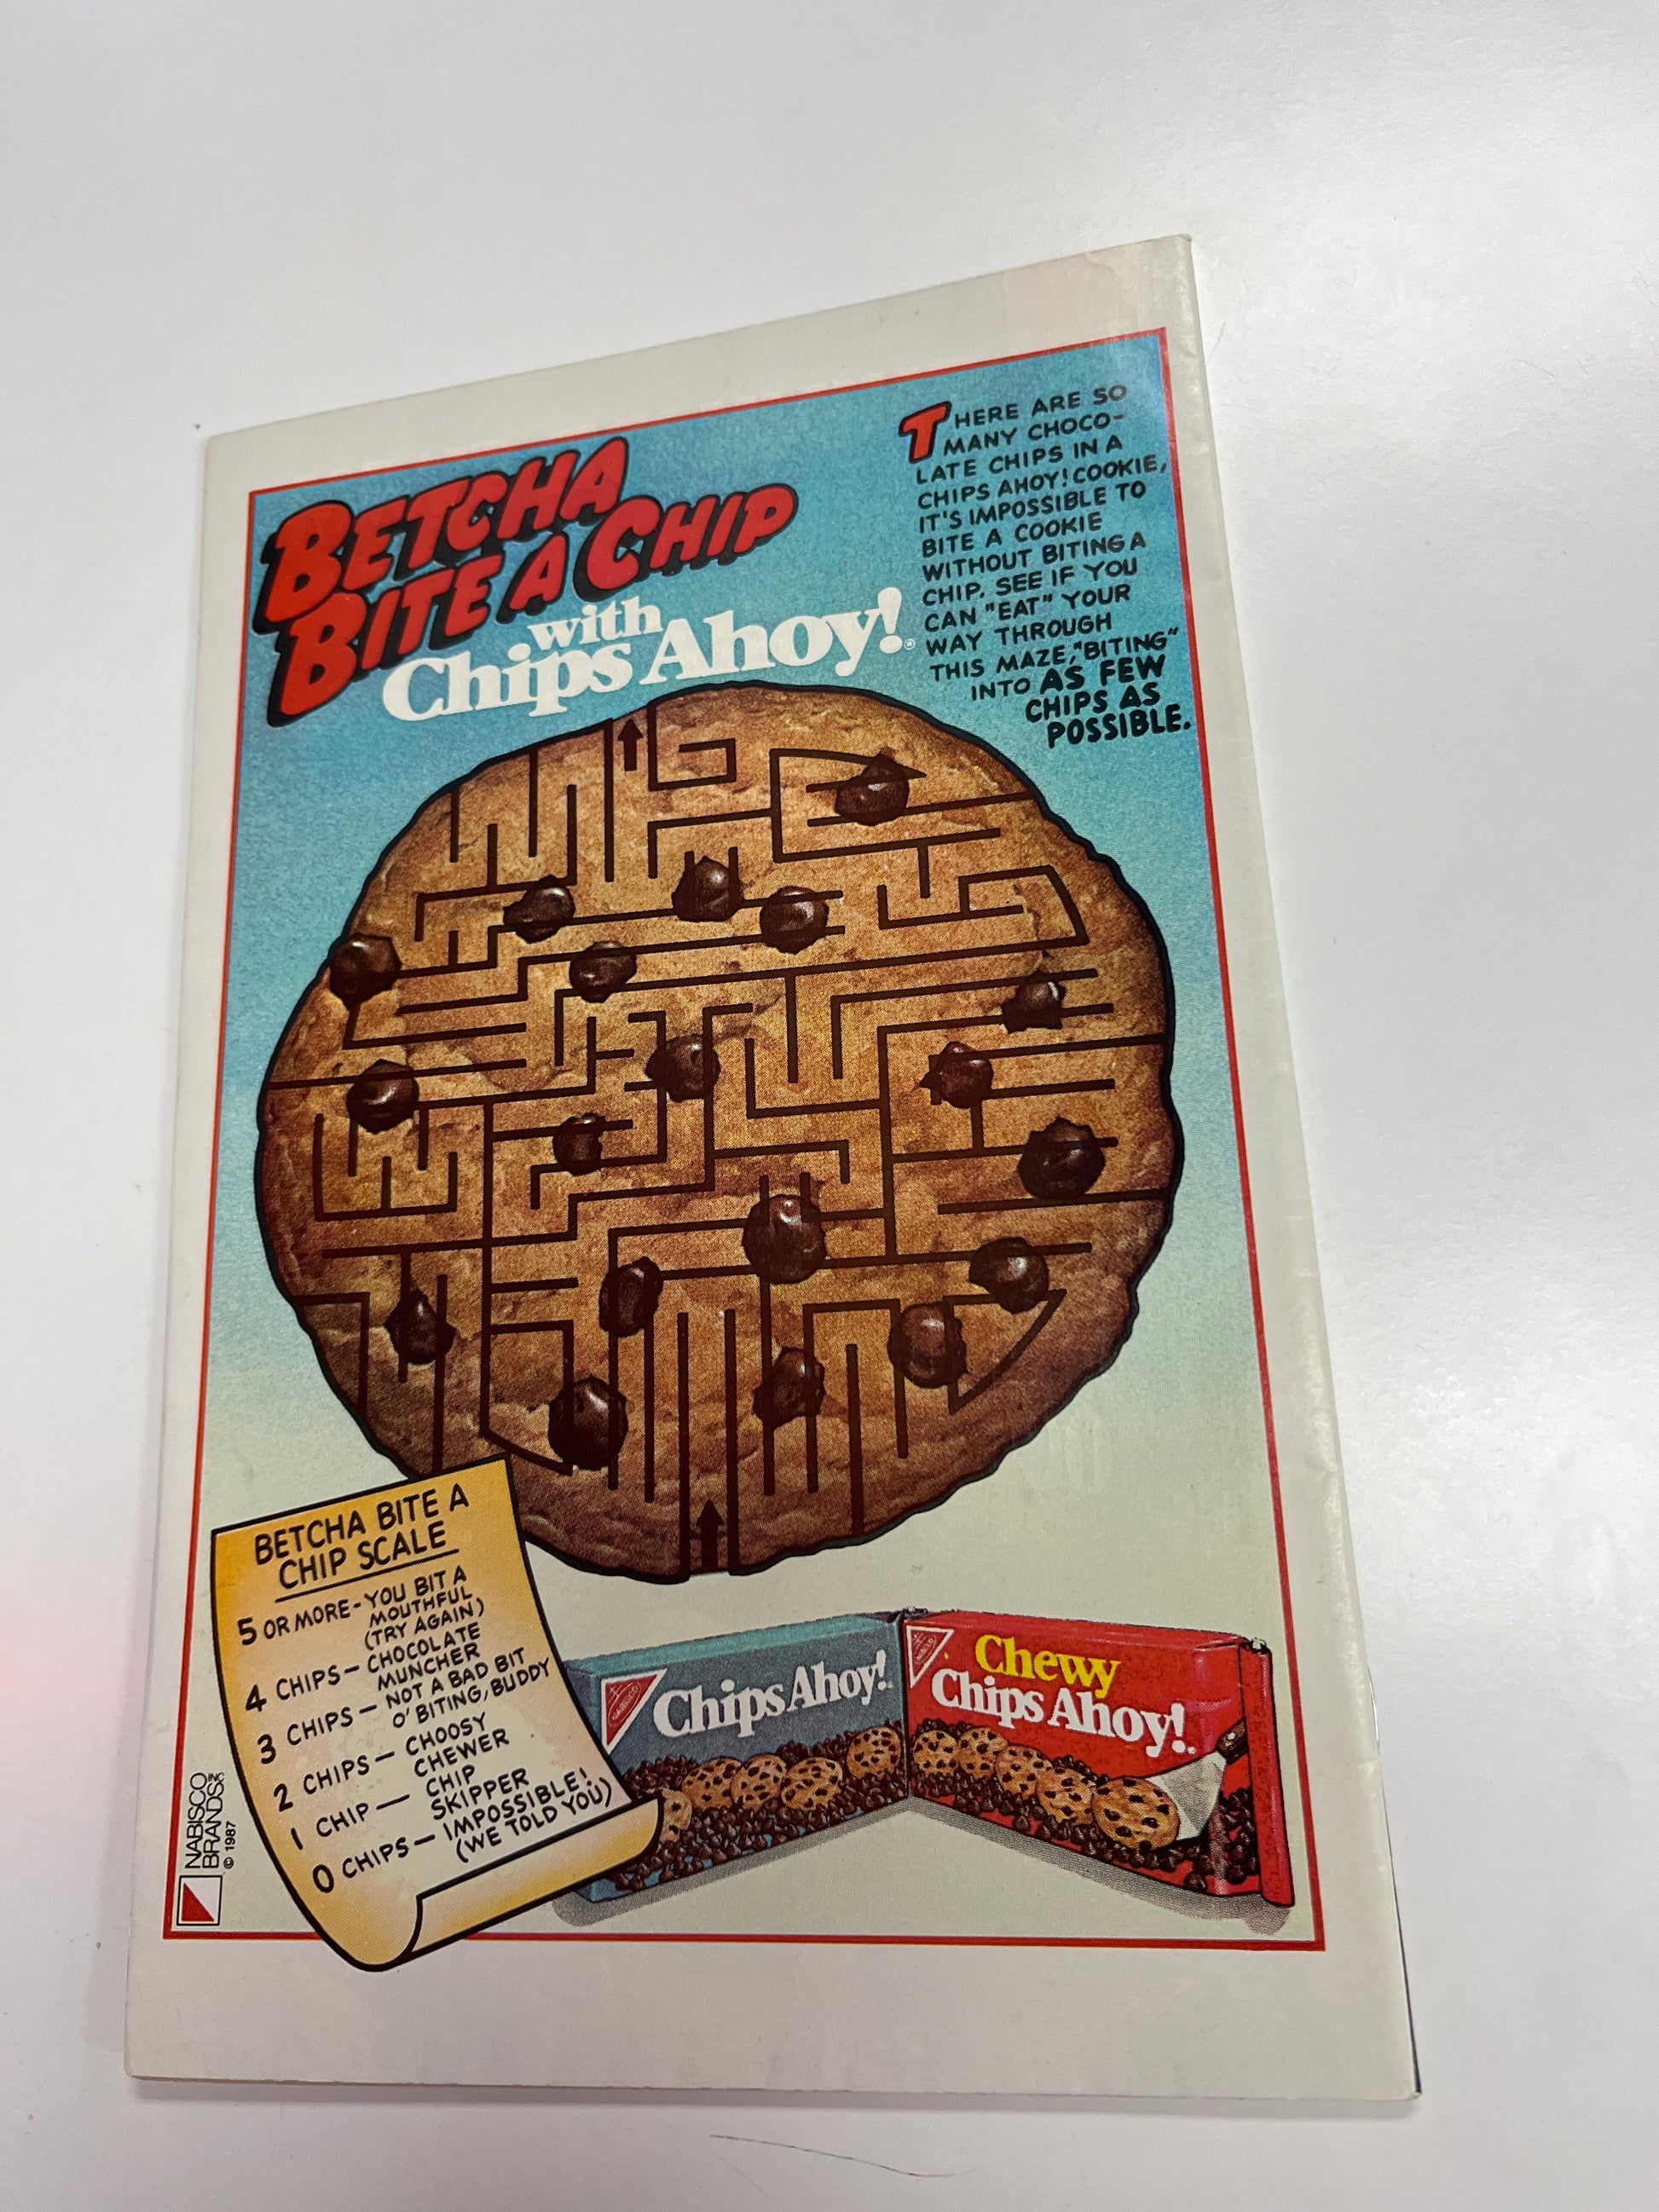 BETCHA
BITE A CHIP
with
Chips Ahoy!®
THERE ARE SO
MANY CHOCO-
LATE CHIPS IN A
CHIPS AHOY! COOKIE,
IT'S IMPOSSIBLE TO
BITE A COOKIE
WITHOUT BITING A
CHIP. SEE IF YOU
CAN "EAT" YOUR
WAY THROUGH
THIS MAZE, "BITING"
INTO AS FEW
CHIPS AS
POSSIBLE.
BETCHA BITE A
CHIP SCALE
5 OR MORE - YOU BIT A
MOUTHFUL
(TRY AGAIN)
4 CHIPS - CHOCOLATE
MUNCHER
3 CHIPS - NOT A BAD BIT
O' BITING, BUDDY
2 CHIPS - CHOOSY
CHEWER
1 CHIP - CHIP
SKIPPER
0 CHIPS - IMPOSSIBLE!
(WE TOLD YOU)
NABISCO
Chips Ahoy!
NABISCO
Chewy
Chips Ahoy!
NABISCO
BRANDS INC.
© 1987